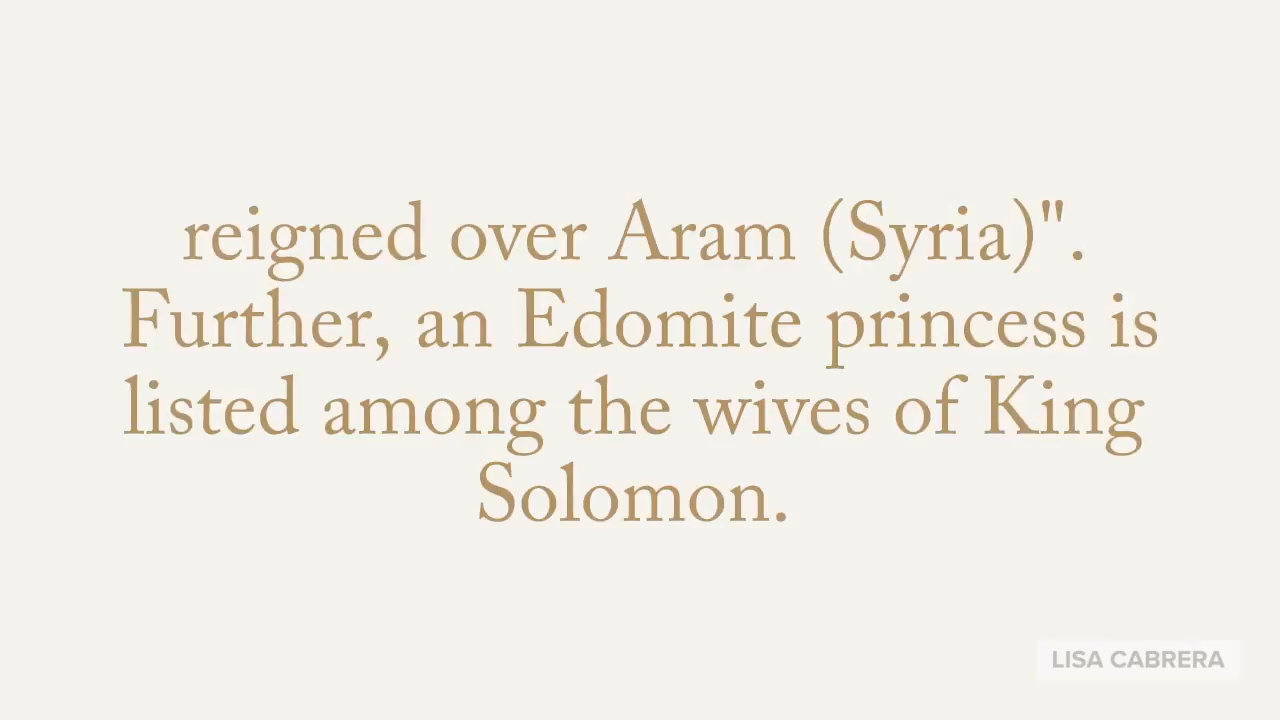 reigned over Aram (Syria)".
Further, an Edomite princess is
listed among the wives of King
Solomon.
LISA CABRERA